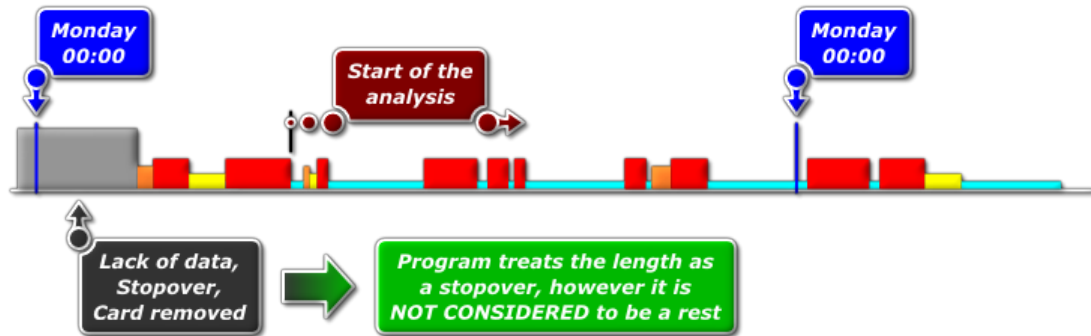 Monday
00:00
Start of the
analysis
Monday
00:00
Lack of data,
Stopover,
Card removed
Program treats the length as
a stopover, however it is
NOT CONSIDERED to be a rest